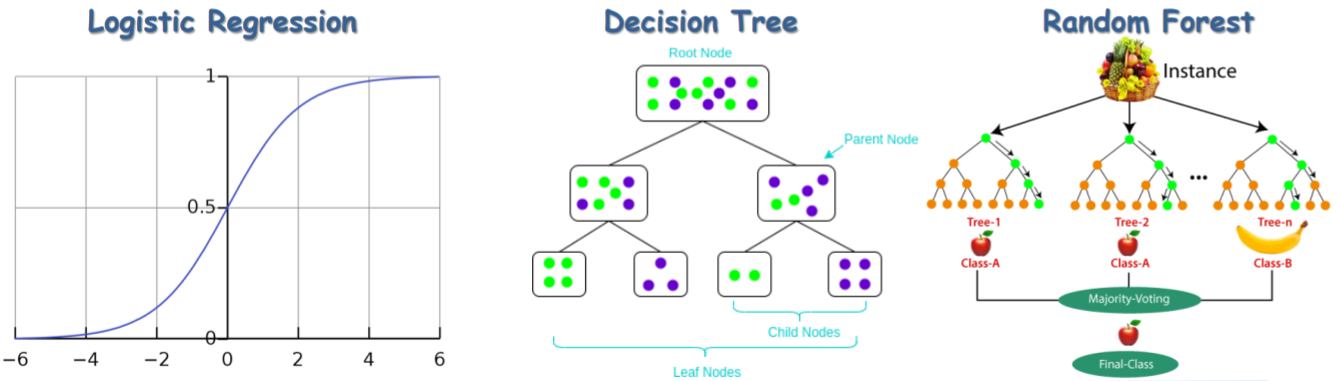 Logistic Regression
1
0.5
0
−6 −4 −2 0 2 4 6
Decision Tree
Root Node
Parent Node
Child Nodes
Leaf Nodes
Random Forest
Instance
...
Tree-1 Tree-2 Tree-n
Class-A Class-A Class-B
Majority-Voting
Final-Class